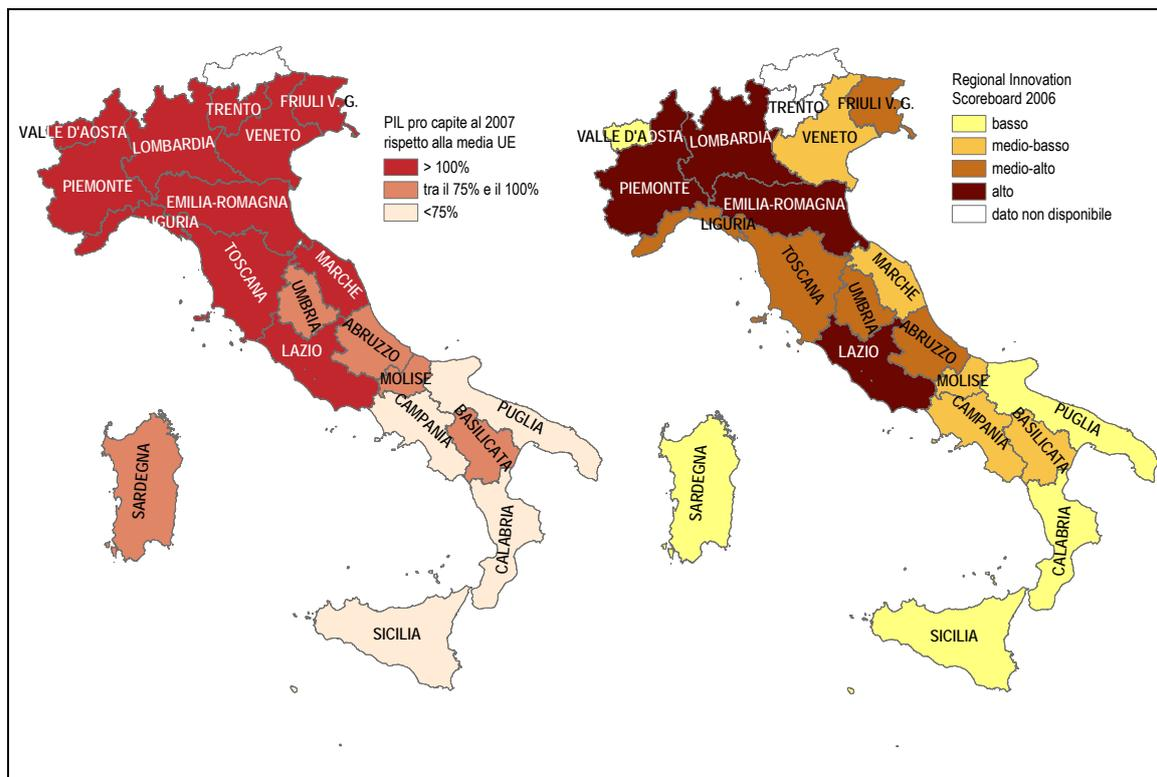 TRENTO
FRIULI V. G.
VALLE D'AOSTA
LOMBARDIA
VENETO
PIEMONTE
EMILIA-ROMAGNA
LIGURIA
TOSCANA
MARCHE
UMBRIA
LAZIO
ABRUZZO
MOLISE
CAMPANIA
PUGLIA
BASILICATA
SARDEGNA
CALABRIA
SICILIA
PIL pro capite al 2007
rispetto alla media UE
> 100%
tra il 75% e il 100%
<75%
TRENTO
FRIULI V. G.
VALLE D'AOSTA
LOMBARDIA
VENETO
PIEMONTE
EMILIA-ROMAGNA
LIGURIA
TOSCANA
MARCHE
UMBRIA
LAZIO
ABRUZZO
MOLISE
CAMPANIA
PUGLIA
BASILICATA
SARDEGNA
CALABRIA
SICILIA
Regional Innovation
Scoreboard 2006
basso
medio-basso
medio-alto
alto
dato non disponibile